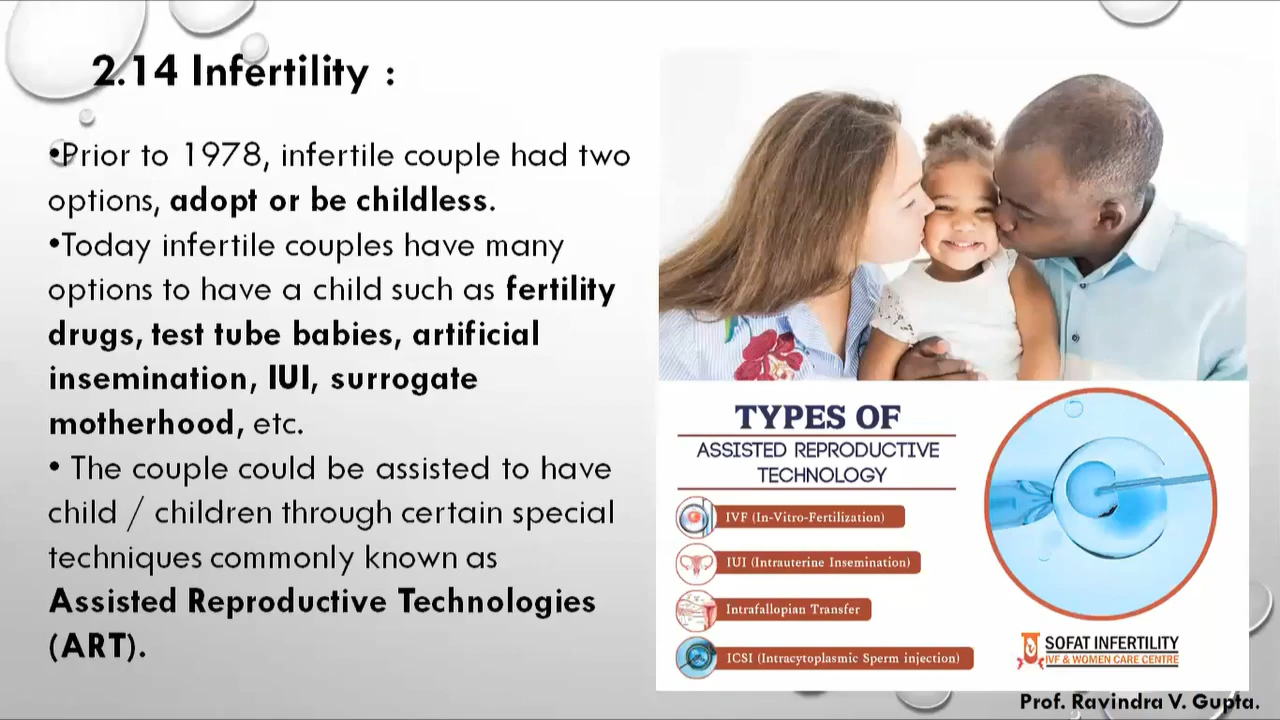 2.14 Infertility :
•Prior to 1978, infertile couple had two
options, adopt or be childless.
•Today infertile couples have many
options to have a child such as fertility
drugs, test tube babies, artificial
insemination, IUI, surrogate
motherhood, etc.
• The couple could be assisted to have
child / children through certain special
techniques commonly known as
Assisted Reproductive Technologies
(ART).
TYPES OF
ASSISTED REPRODUCTIVE
TECHNOLOGY
IVF (In-Vitro-Fertilization)
IUI (Intrauterine Insemination)
Intrafallopian Transfer
ICSI (Intracytoplasmic Sperm injection)
SOFAT INFERTILITY
IVF & WOMEN CARE CENTRE
Prof. Ravindra V. Gupta.